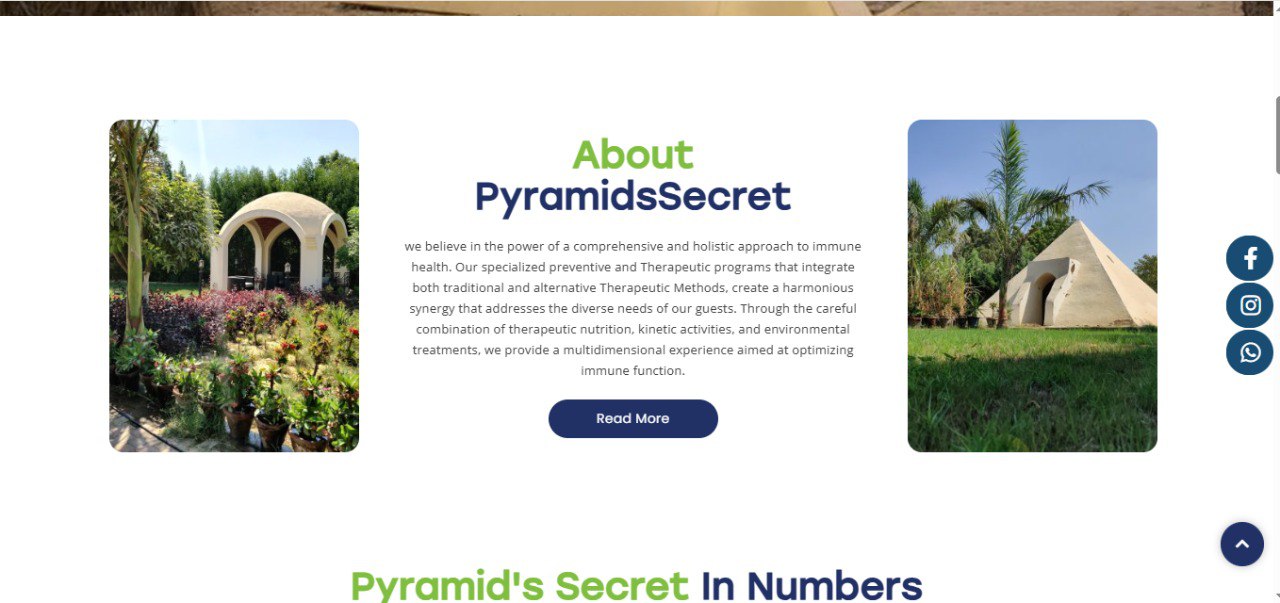 About
PyramidsSecret
we believe in the power of a comprehensive and holistic approach to immune
health. Our specialized preventive and Therapeutic programs that integrate
both traditional and alternative Therapeutic Methods, create a harmonious
synergy that addresses the diverse needs of our guests. Through the careful
combination of therapeutic nutrition, kinetic activities, and environmental
treatments, we provide a multidimensional experience aimed at optimizing
immune function.
Read More
Pyramid's Secret In Numbers